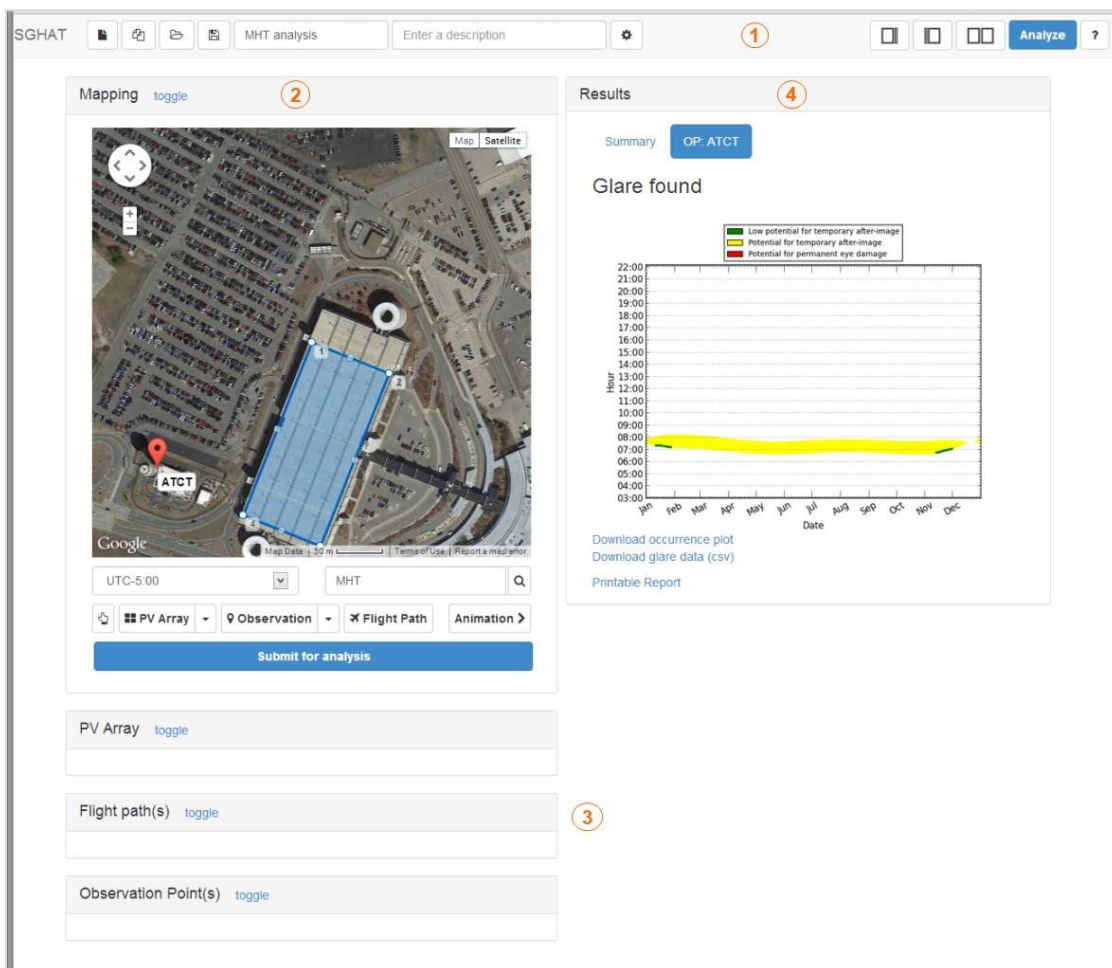 SGHAT MHT analysis Enter a description 1 Analyze ?
Mapping toggle 2
Map Satellite
+
−
1
2
ATCT
4
Google Map Data 50 m Terms of Use Report a map error
UTC-5:00 MHT
PV Array Observation Flight Path Animation
Submit for analysis
PV Array toggle
Flight path(s) toggle 3
Observation Point(s) toggle
Results 4
Summary OP: ATCT
Glare found
Low potential for temporary after-image
Potential for temporary after-image
Potential for permanent eye damage
22:00
21:00
20:00
19:00
18:00
17:00
16:00
15:00
14:00
13:00
12:00
11:00
10:00
09:00
08:00
07:00
06:00
05:00
04:00
03:00
Hour
Jan Feb Mar Apr May Jun Jul Aug Sep Oct Nov Dec
Date
Download occurrence plot
Download glare data (csv)
Printable Report